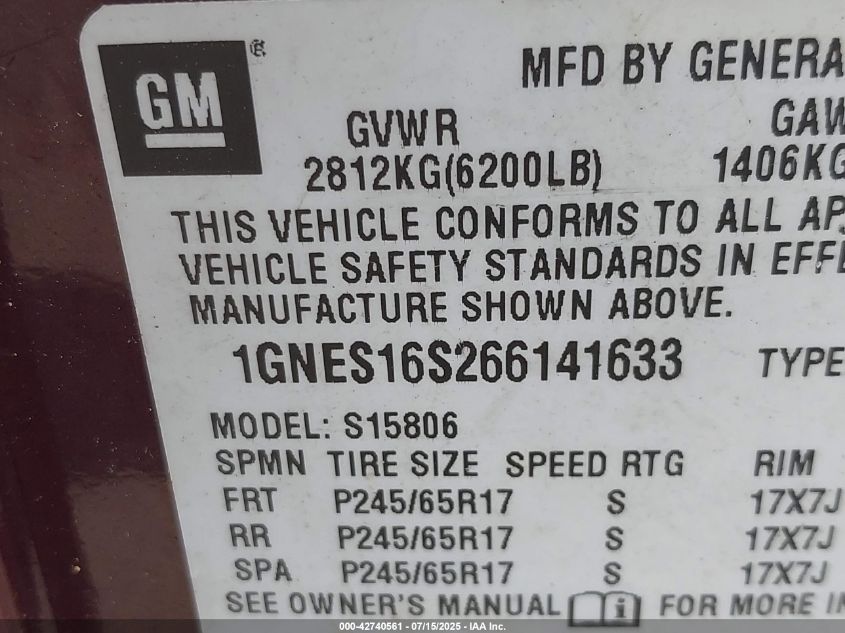 GM ®
MFD BY GENERA
GVWR GAW
2812KG(6200LB) 1406KG
THIS VEHICLE CONFORMS TO ALL AP
VEHICLE SAFETY STANDARDS IN EFFE
MANUFACTURE SHOWN ABOVE.
1GNES16S266141633 TYPE
MODEL: S15806
SPMN TIRE SIZE SPEED RTG RIM
FRT P245/65R17 S 17X7J
RR P245/65R17 S 17X7J
SPA P245/65R17 S 17X7J
SEE OWNER'S MANUAL i FOR MORE IN
000-42740561 - 07/15/2025 - IAA Inc.